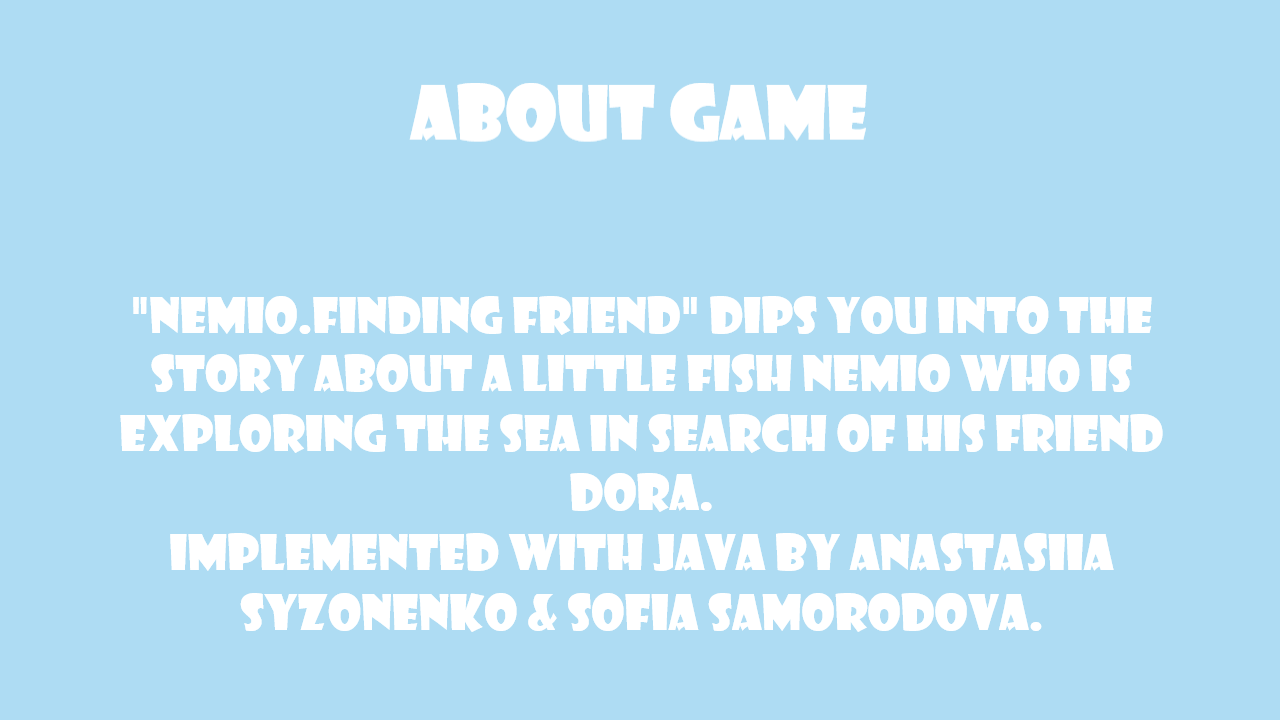 ABOUT GAME
"NEMIO.FINDING FRIEND" DIPS YOU INTO THE
STORY ABOUT A LITTLE FISH NEMIO WHO IS
EXPLORING THE SEA IN SEARCH OF HIS FRIEND
DORA.
IMPLEMENTED WITH JAVA BY ANASTASIIA
SYZONENKO & SOFIA SAMORODOVA.